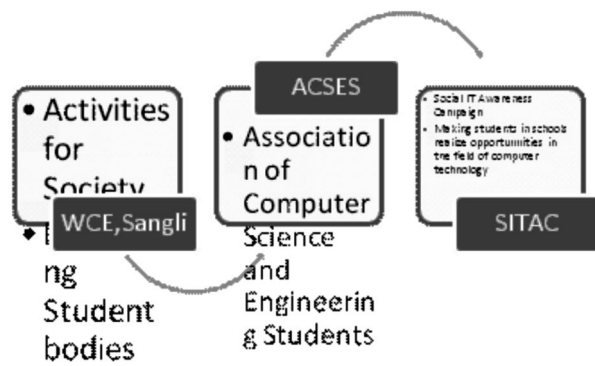 • Activities
for
Society
WCE,Sangli
ng
Student
bodies
ACSES
• Associatio
n of
Computer
Science
and
Engineerin
g Students
• Social IT Awareness
Campaign
• Making students in schools
realize opportunities in
the field of computer
technology
SITAC